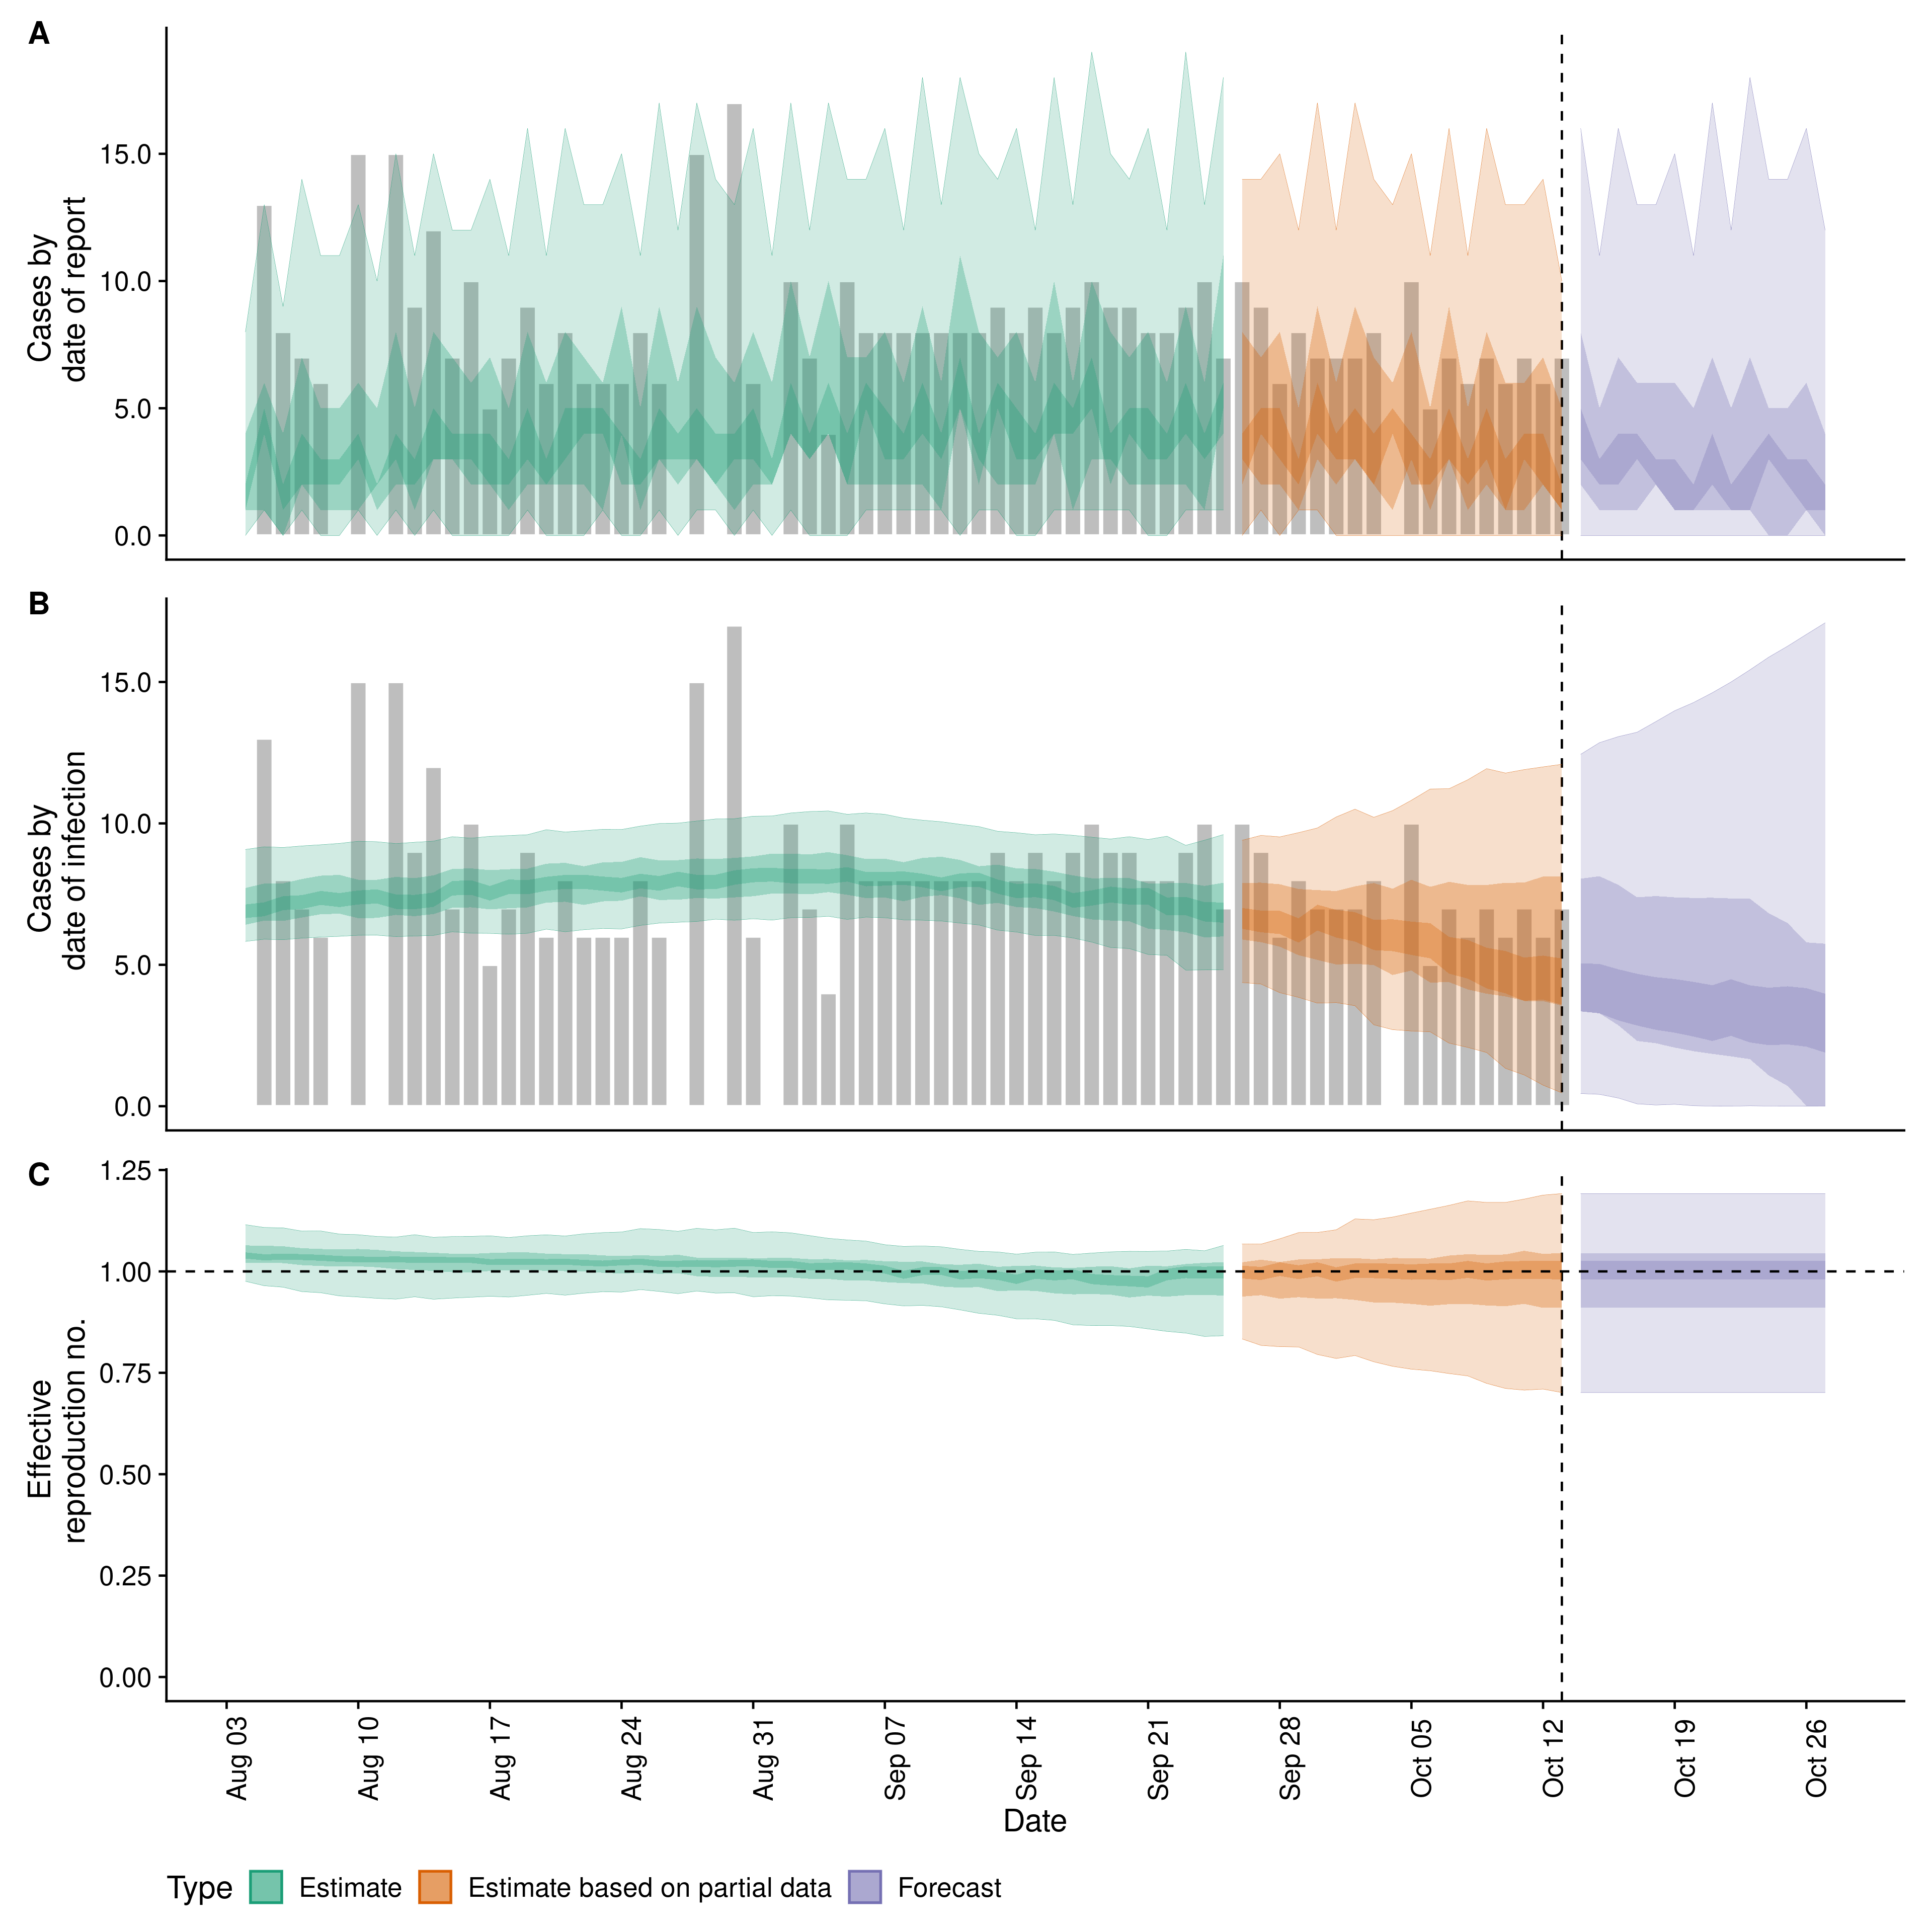 A
Cases by
date of report
15.0
10.0
5.0
0.0
B
Cases by
date of infection
15.0
10.0
5.0
0.0
C
Effective
reproduction no.
1.25
1.00
0.75
0.50
0.25
0.00
Aug 03
Aug 10
Aug 17
Aug 24
Aug 31
Sep 07
Sep 14
Sep 21
Sep 28
Oct 05
Oct 12
Oct 19
Oct 26
Date
Type Estimate Estimate based on partial data Forecast